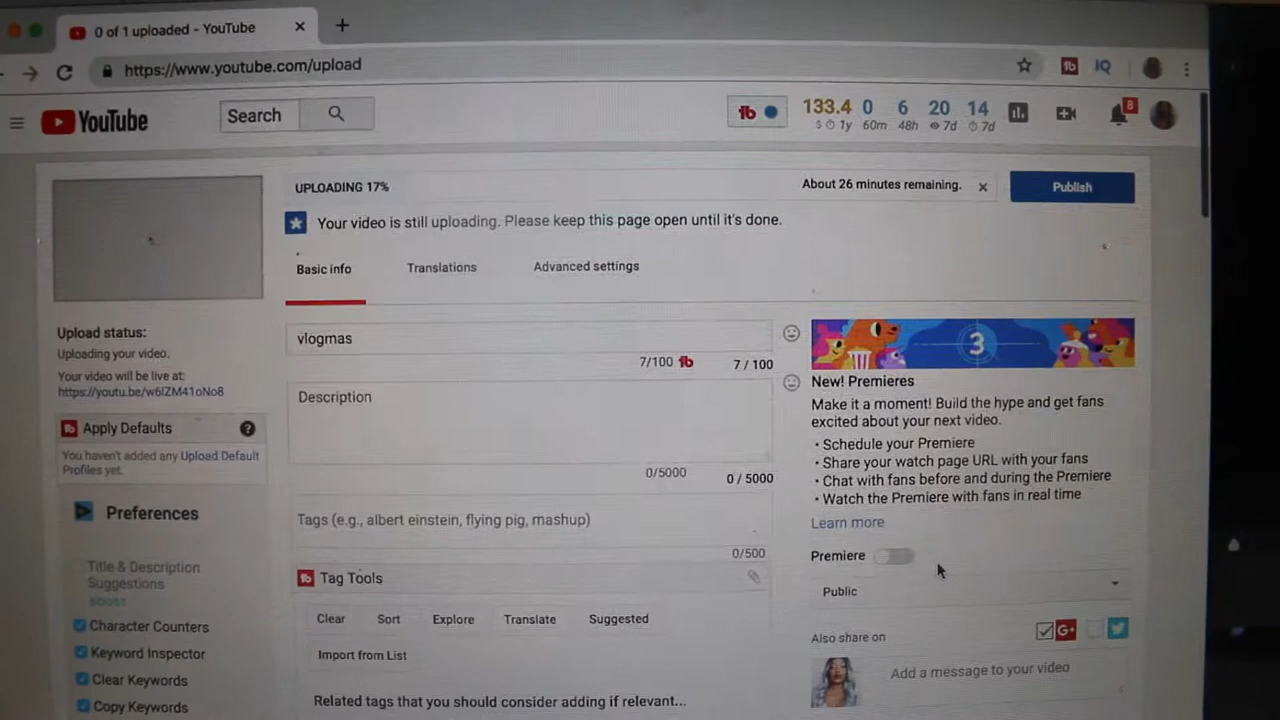 0 of 1 uploaded - YouTube
https://www.youtube.com/upload
tb IQ
YouTube
Search
tb
133.4 0 6 20 14
$ 1y 60m 48h 7d 7d
8
UPLOADING 17%
About 26 minutes remaining.
Publish
Your video is still uploading. Please keep this page open until it's done.
Basic info
Translations
Advanced settings
Upload status:
Uploading your video.
Your video will be live at:
https://youtu.be/w6lZM41oNo8
tb Apply Defaults ?
You haven't added any Upload Default
Profiles yet.
Preferences
Title & Description
Suggestions
BOOST
Character Counters
Keyword Inspector
Clear Keywords
Copy Keywords
vlogmas
7/100 tb 7 / 100
Description
0/5000 0 / 5000
Tags (e.g., albert einstein, flying pig, mashup)
0/500
tb Tag Tools
Clear Sort Explore Translate Suggested
Import from List
Related tags that you should consider adding if relevant...
3
New! Premieres
Make it a moment! Build the hype and get fans
excited about your next video.
• Schedule your Premiere
• Share your watch page URL with your fans
• Chat with fans before and during the Premiere
• Watch the Premiere with fans in real time
Learn more
Premiere
Public
Also share on
G+
Add a message to your video